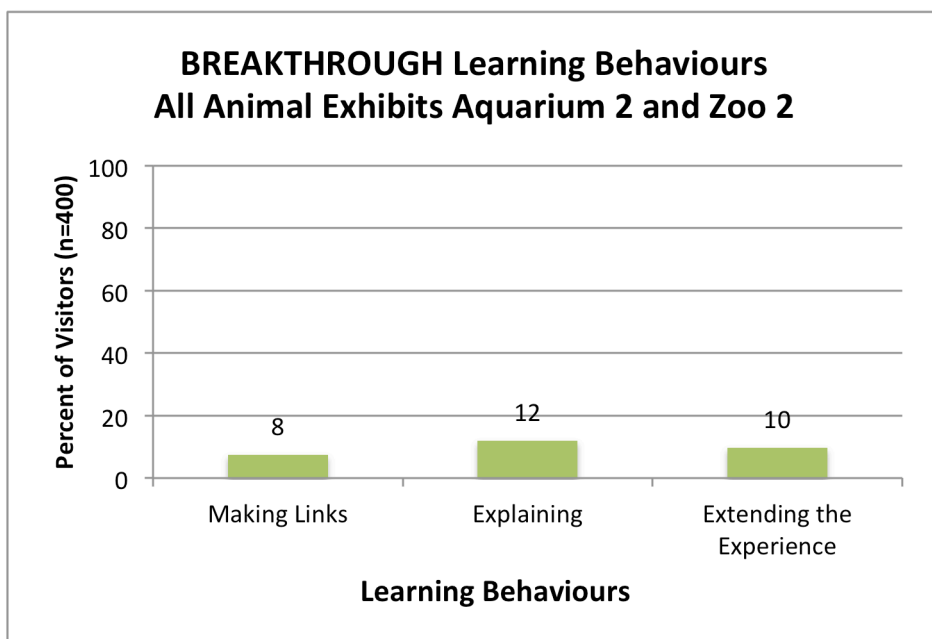 BREAKTHROUGH Learning Behaviours
All Animal Exhibits Aquarium 2 and Zoo 2
Percent of Visitors (n=400)
100
80
60
40
20
0
8
12
10
Making Links
Explaining
Extending the
Experience
Learning Behaviours